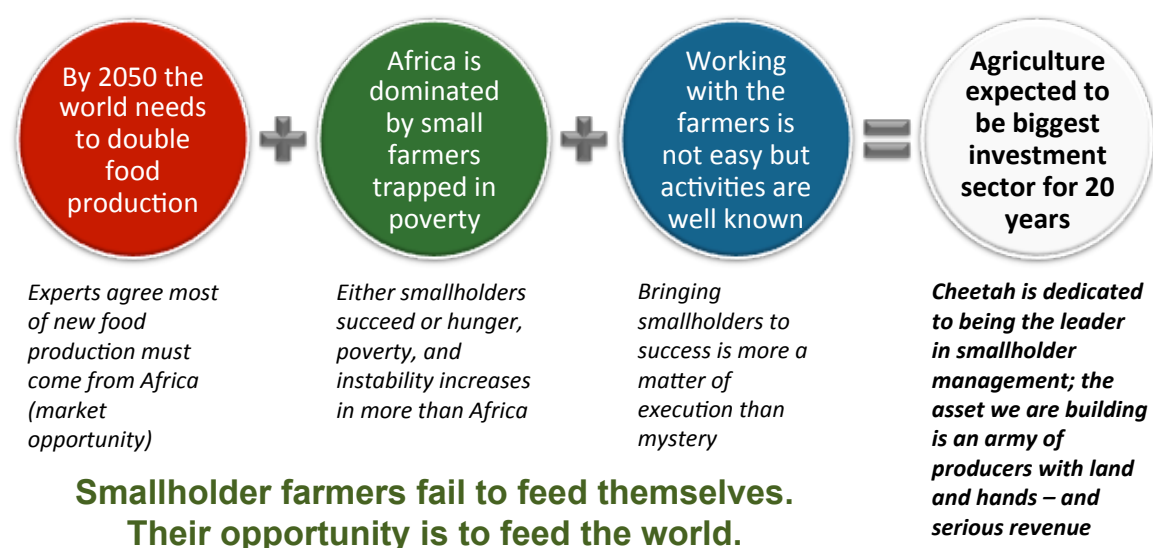 By 2050 the
world needs
to double
food
production
Africa is
dominated
by small
farmers
trapped in
poverty
Working
with the
farmers is
not easy but
activities are
well known
Agriculture
expected to
be biggest
investment
sector for 20
years
Experts agree most
of new food
production must
come from Africa
(market
opportunity)
Either smallholders
succeed or hunger,
poverty, and
instability increases
in more than Africa
Bringing
smallholders to
success is more a
matter of
execution than
mystery
Cheetah is dedicated
to being the leader
in smallholder
management; the
asset we are building
is an army of
producers with land
and hands – and
serious revenue
Smallholder farmers fail to feed themselves.
Their opportunity is to feed the world.